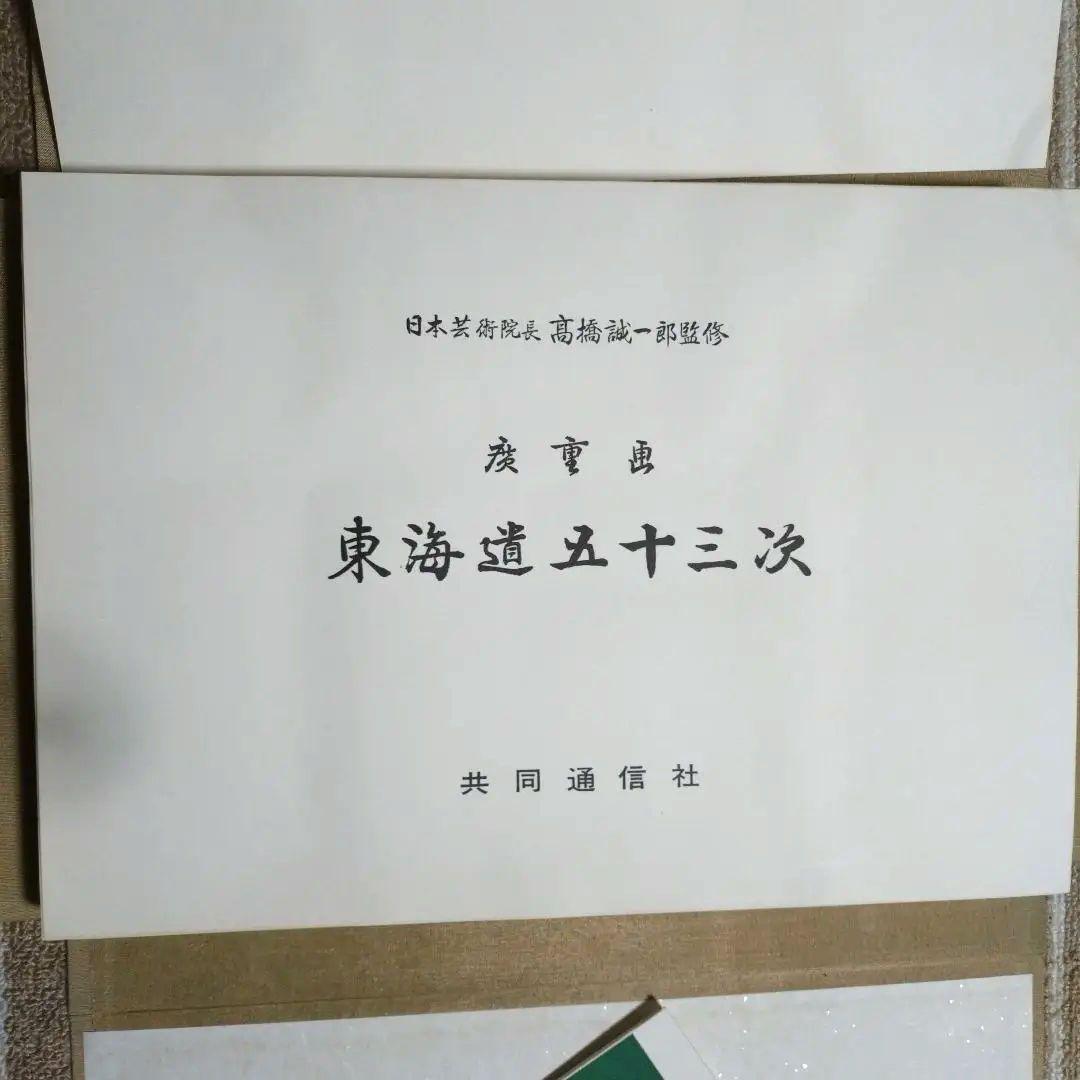 日本芸術院長 髙橋誠一郎監修
廣重画
東海道五十三次
共同通信社